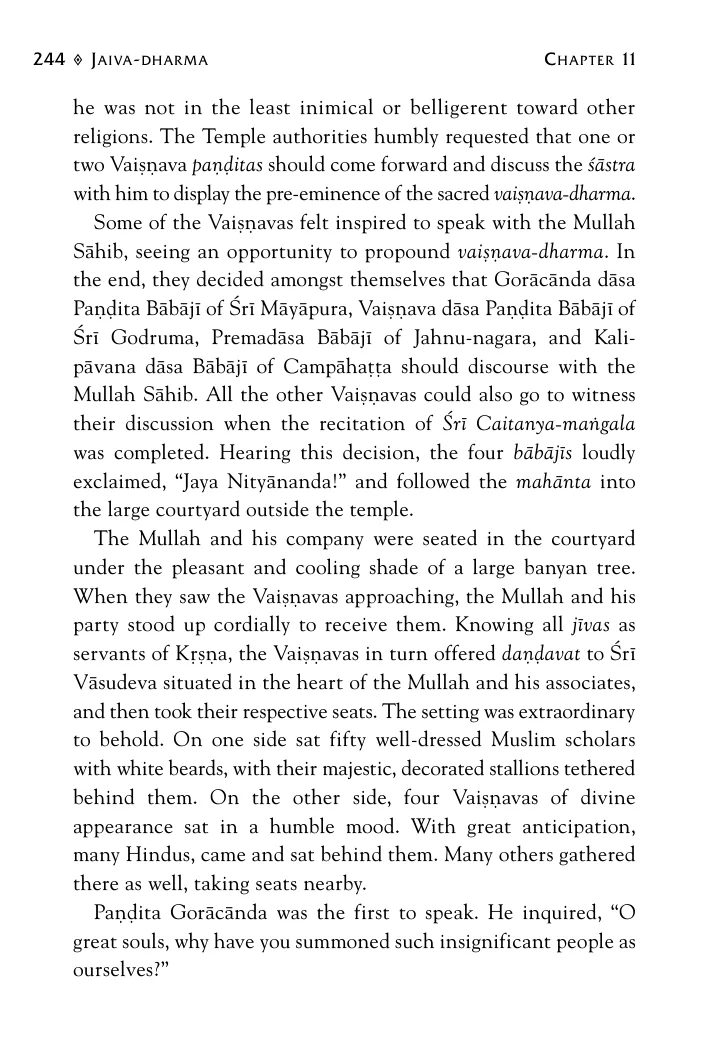 244 ◈ JAIVA-DHARMA CHAPTER 11
he was not in the least inimical or belligerent toward other
religions. The Temple authorities humbly requested that one or
two Vaiṣṇava paṇḍitas should come forward and discuss the śāstra
with him to display the pre-eminence of the sacred vaiṣṇava-dharma.
Some of the Vaiṣṇavas felt inspired to speak with the Mullah
Sāhib, seeing an opportunity to propound vaiṣṇava-dharma. In
the end, they decided amongst themselves that Gorācānda dāsa
Paṇḍita Bābājī of Śrī Māyāpura, Vaiṣṇava dāsa Paṇḍita Bābājī of
Śrī Godruma, Premadāsa Bābājī of Jahnu-nagara, and Kali-
pāvana dāsa Bābājī of Campāhaṭṭa should discourse with the
Mullah Sāhib. All the other Vaiṣṇavas could also go to witness
their discussion when the recitation of Śrī Caitanya-maṅgala
was completed. Hearing this decision, the four bābājīs loudly
exclaimed, “Jaya Nityānanda!” and followed the mahānta into
the large courtyard outside the temple.
The Mullah and his company were seated in the courtyard
under the pleasant and cooling shade of a large banyan tree.
When they saw the Vaiṣṇavas approaching, the Mullah and his
party stood up cordially to receive them. Knowing all jīvas as
servants of Kṛṣṇa, the Vaiṣṇavas in turn offered daṇḍavat to Śrī
Vāsudeva situated in the heart of the Mullah and his associates,
and then took their respective seats. The setting was extraordinary
to behold. On one side sat fifty well-dressed Muslim scholars
with white beards, with their majestic, decorated stallions tethered
behind them. On the other side, four Vaiṣṇavas of divine
appearance sat in a humble mood. With great anticipation,
many Hindus, came and sat behind them. Many others gathered
there as well, taking seats nearby.
Paṇḍita Gorācānda was the first to speak. He inquired, “O
great souls, why have you summoned such insignificant people as
ourselves?”